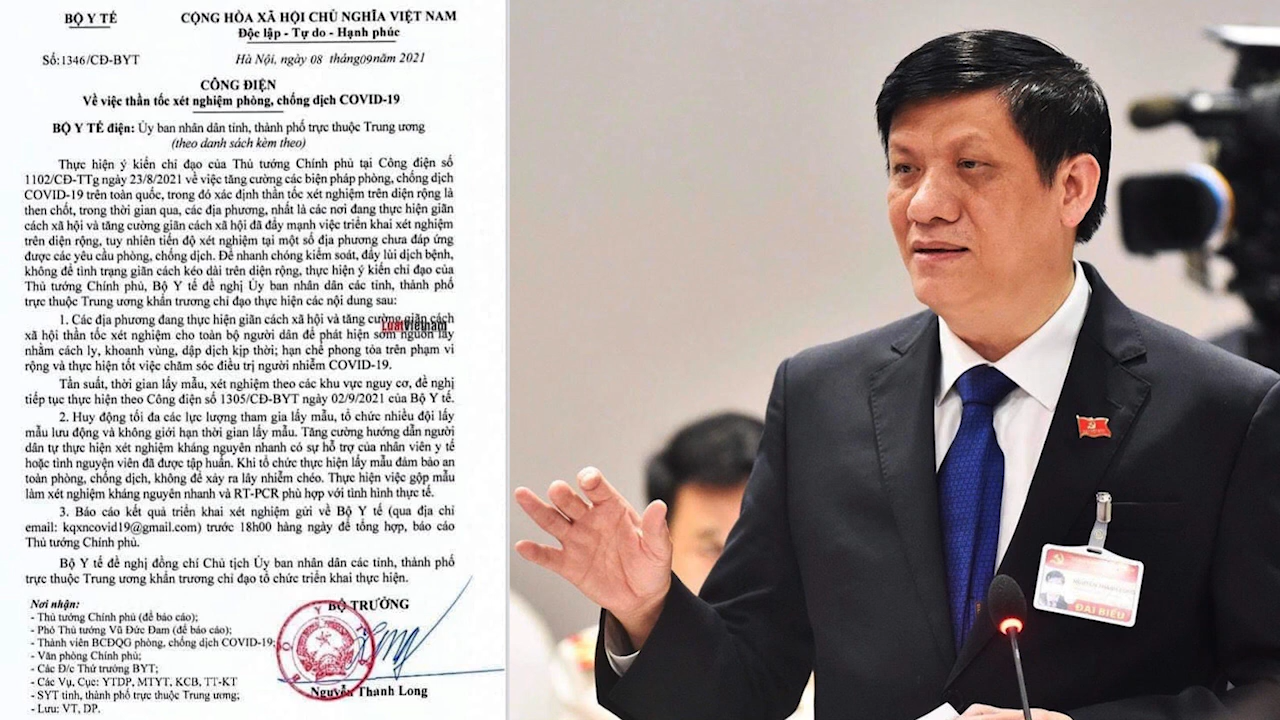 BỘ Y TẾ
CỘNG HÒA XÃ HỘI CHỦ NGHĨA VIỆT NAM
Độc lập - Tự do - Hạnh phúc
Số:1346/CĐ-BYT
Hà Nội, ngày 08 tháng09năm 2021
CÔNG ĐIỆN
Về việc thần tốc xét nghiệm phòng, chống dịch COVID-19
BỘ Y TẾ điện: Ủy ban nhân dân tỉnh, thành phố trực thuộc Trung ương
(theo danh sách kèm theo)
Thực hiện ý kiến chỉ đạo của Thủ tướng Chính phủ tại Công điện số
1102/CĐ-TTg ngày 23/8/2021 về việc tăng cường các biện pháp phòng, chống dịch
COVID-19 trên toàn quốc, trong đó xác định thần tốc xét nghiệm trên diện rộng là
then chốt, trong thời gian qua, các địa phương, nhất là các nơi đang thực hiện giãn
cách xã hội và tăng cường giãn cách xã hội đã đẩy mạnh việc triển khai xét nghiệm
trên diện rộng, tuy nhiên tiến độ xét nghiệm tại một số địa phương chưa đáp ứng
được các yêu cầu phòng, chống dịch. Để nhanh chóng kiểm soát, đẩy lùi dịch bệnh,
không để tình trạng giãn cách kéo dài trên diện rộng, thực hiện ý kiến chỉ đạo của
Thủ tướng Chính phủ, Bộ Y tế đề nghị Ủy ban nhân dân các tỉnh, thành phố
trực thuộc Trung ương khẩn trương chỉ đạo thực hiện các nội dung sau:
1. Các địa phương đang thực hiện giãn cách xã hội và tăng cường giãn cách
LuatVietnam
xã hội thần tốc xét nghiệm cho toàn bộ người dân để phát hiện sớm nguồn lây
nhằm cách ly, khoanh vùng, dập dịch kịp thời; hạn chế phong tỏa trên phạm vi
rộng và thực hiện tốt việc chăm sóc điều trị người nhiễm COVID-19.
Tần suất, thời gian lấy mẫu, xét nghiệm theo các khu vực nguy cơ, đề nghị
tiếp tục thực hiện theo Công điện số 1305/CĐ-BYT ngày 02/9/2021 của Bộ Y tế.
2. Huy động tối đa các lực lượng tham gia lấy mẫu, tổ chức nhiều đội lấy
mẫu lưu động và không giới hạn thời gian lấy mẫu. Tăng cường hướng dẫn người
dân tự thực hiện xét nghiệm kháng nguyên nhanh có sự hỗ trợ của nhân viên y tế
hoặc tình nguyện viên đã được tập huấn. Khi tổ chức thực hiện lấy mẫu đảm bảo an
toàn phòng, chống dịch, không để xảy ra lây nhiễm chéo. Thực hiện việc gộp mẫu
làm xét nghiệm kháng nguyên nhanh và RT-PCR phù hợp với tình hình thực tế.
3. Báo cáo kết quả triển khai xét nghiệm gửi về Bộ Y tế (qua địa chỉ
email: kqxncovid19@gmail.com) trước 18h00 hàng ngày để tổng hợp, báo cáo
Thủ tướng Chính phủ.
Bộ Y tế đề nghị đồng chí Chủ tịch Ủy ban nhân dân các tỉnh, thành phố
trực thuộc Trung ương khẩn trương chỉ đạo tổ chức triển khai thực hiện.
Nơi nhận:
- Thủ tướng Chính phủ (để báo cáo);
- Phó Thủ tướng Vũ Đức Đam (để báo cáo);
- Thành viên BCĐQG phòng, chống dịch COVID-19;
- Văn phòng Chính phủ;
- Các Đ/c Thứ trưởng BYT;
- Các Vụ, Cục: YTDP, MTYT, KCB, TT-KT
- SYT tỉnh, thành phố trực thuộc Trung ương;
- Lưu: VT, DP.
BỘ TRƯỞNG
Nguyễn Thanh Long
ĐẠI BIỂU